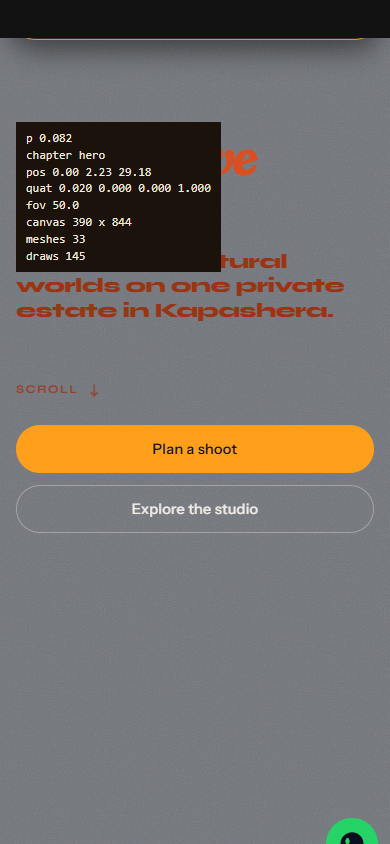 p 0.082
chapter hero
pos 0.00 2.23 29.18
quat 0.020 0.000 0.000 1.000
fov 50.0
canvas 390 x 844
meshes 33
draws 145
worlds on one private
estate in Kapashera.
SCROLL ↓
Plan a shoot
Explore the studio